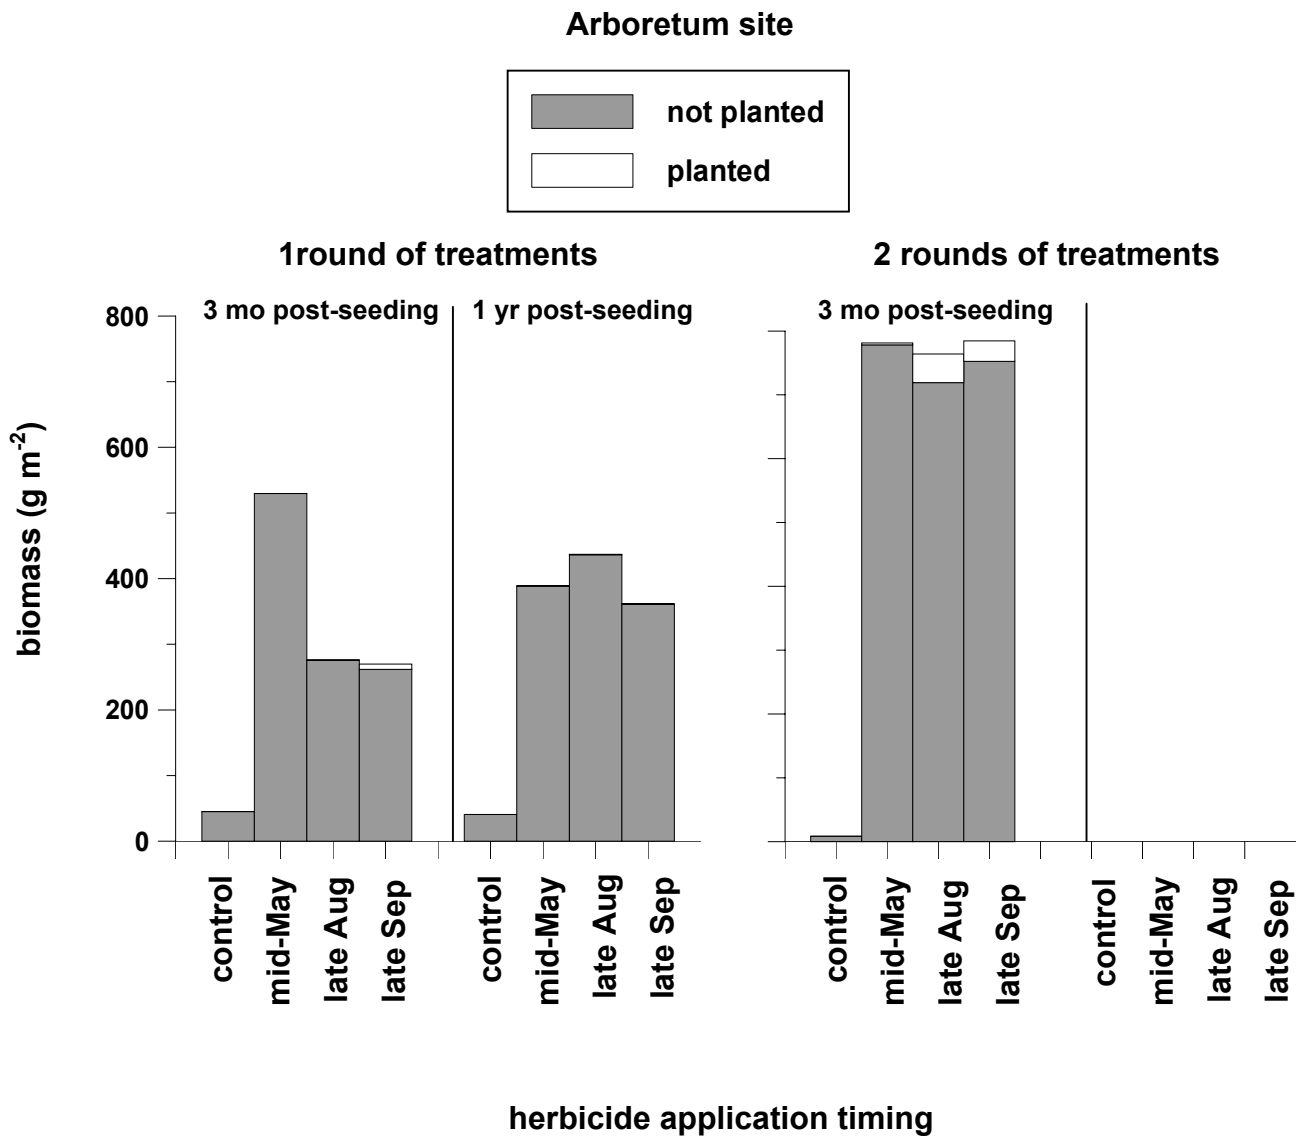 Arboretum site
not planted
planted
1round of treatments
2 rounds of treatments
3 mo post-seeding
1 yr post-seeding
3 mo post-seeding
800
600
400
200
0
biomass (g m-2)
control
mid-May
late Aug
late Sep
control
mid-May
late Aug
late Sep
control
mid-May
late Aug
late Sep
control
mid-May
late Aug
late Sep
herbicide application timing